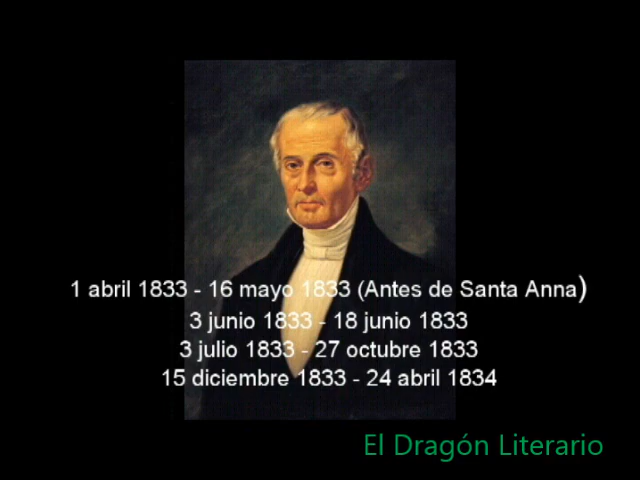 1 abril 1833 - 16 mayo 1833 (Antes de Santa Anna)
3 junio 1833 - 18 junio 1833
3 julio 1833 - 27 octubre 1833
15 diciembre 1833 - 24 abril 1834
El Dragón Literario